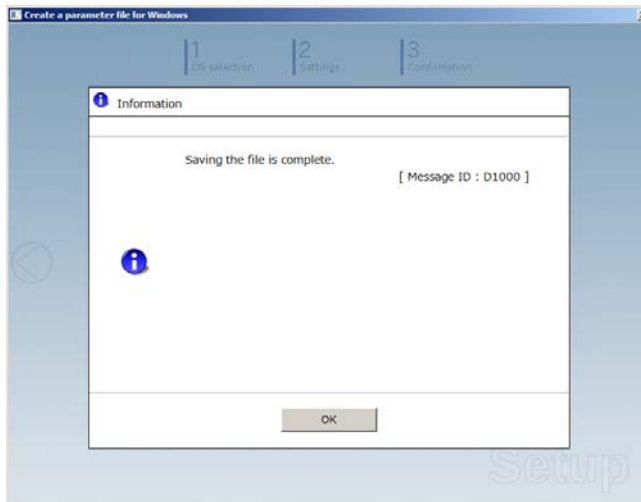 Create a parameter file for Windows
1
OS selection
2
Settings
3
Confirmation
Information
Saving the file is complete.
[ Message ID : D1000 ]
OK
Setup